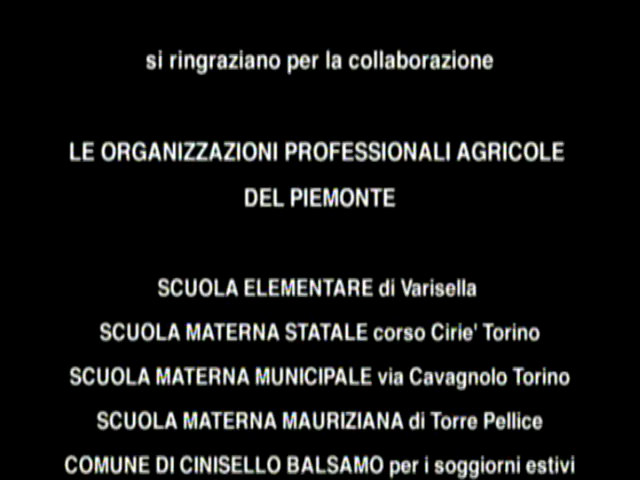 si ringraziano per la collaborazione
LE ORGANIZZAZIONI PROFESSIONALI AGRICOLE
DEL PIEMONTE
SCUOLA ELEMENTARE di Varisella
SCUOLA MATERNA STATALE corso Cirie' Torino
SCUOLA MATERNA MUNICIPALE via Cavagnolo Torino
SCUOLA MATERNA MAURIZIANA di Torre Pellice
COMUNE DI CINISELLO BALSAMO per i soggiorni estivi